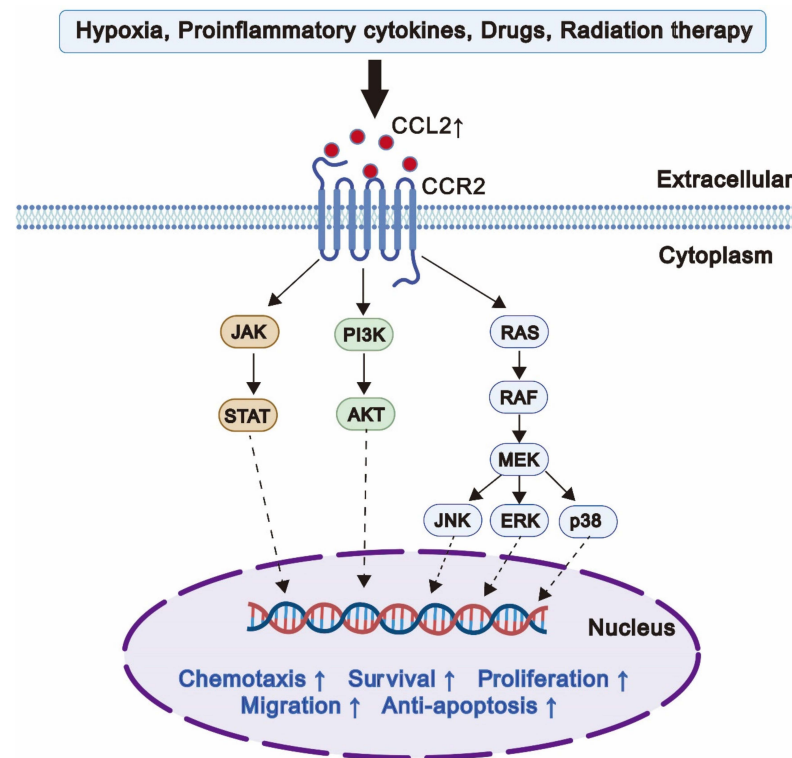 Hypoxia, Proinflammatory cytokines, Drugs, Radiation therapy
CCL2↑
CCR2
Extracellular
Cytoplasm
JAK
PI3K
RAS
STAT
AKT
RAF
MEK
JNK
ERK
p38
Nucleus
Chemotaxis ↑ Survival ↑ Proliferation ↑
Migration ↑ Anti-apoptosis ↑